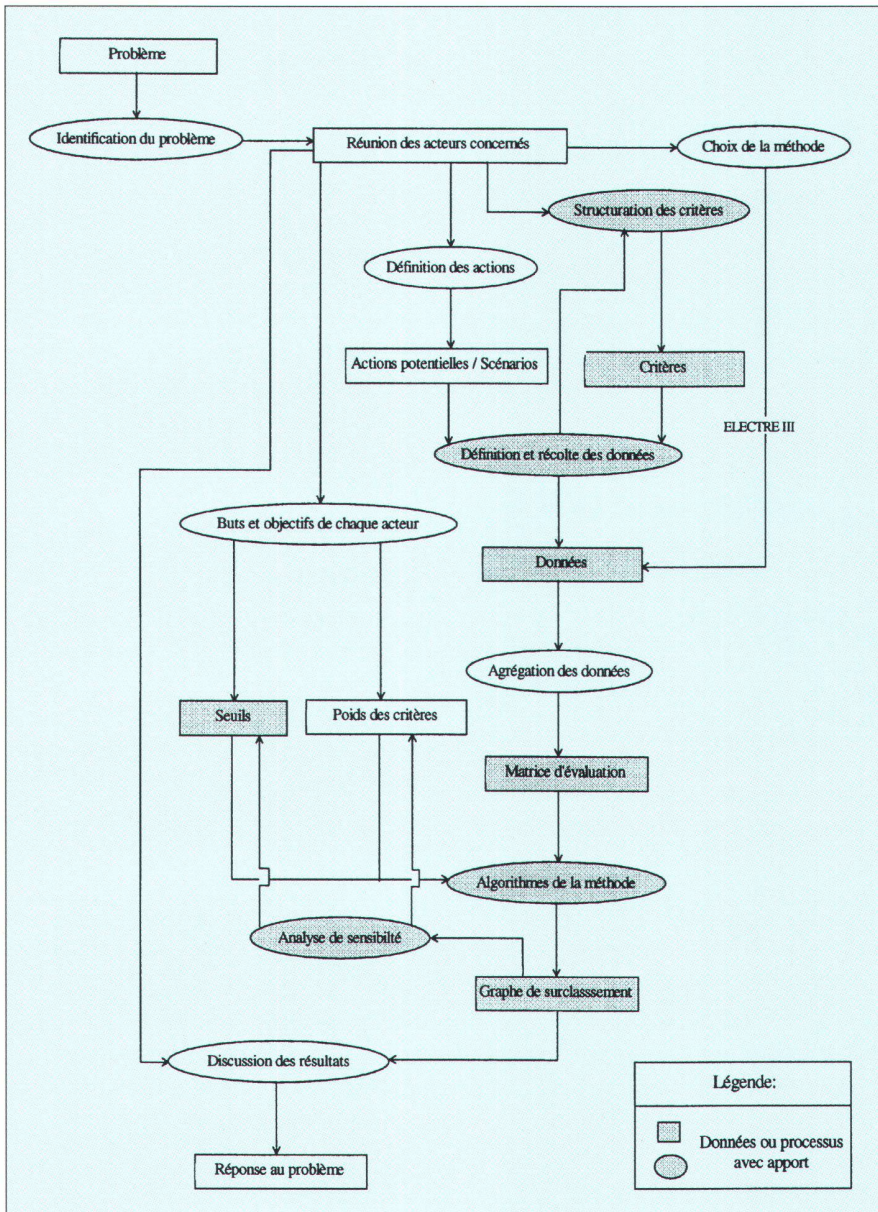 Problème
Identification du problème
Réunion des acteurs concernés
Choix de la méthode
Structuration des critères
Définition des actions
Actions potentielles / Scénarios
Critères
ELECTRE III
Définition et récolte des données
Buts et objectifs de chaque acteur
Données
Agrégation des données
Seuils
Poids des critères
Matrice d'évaluation
Algorithmes de la méthode
Analyse de sensibilté
Graphe de surclasssement
Discussion des résultats
Réponse au problème
Légende:
Données ou processus
avec apport